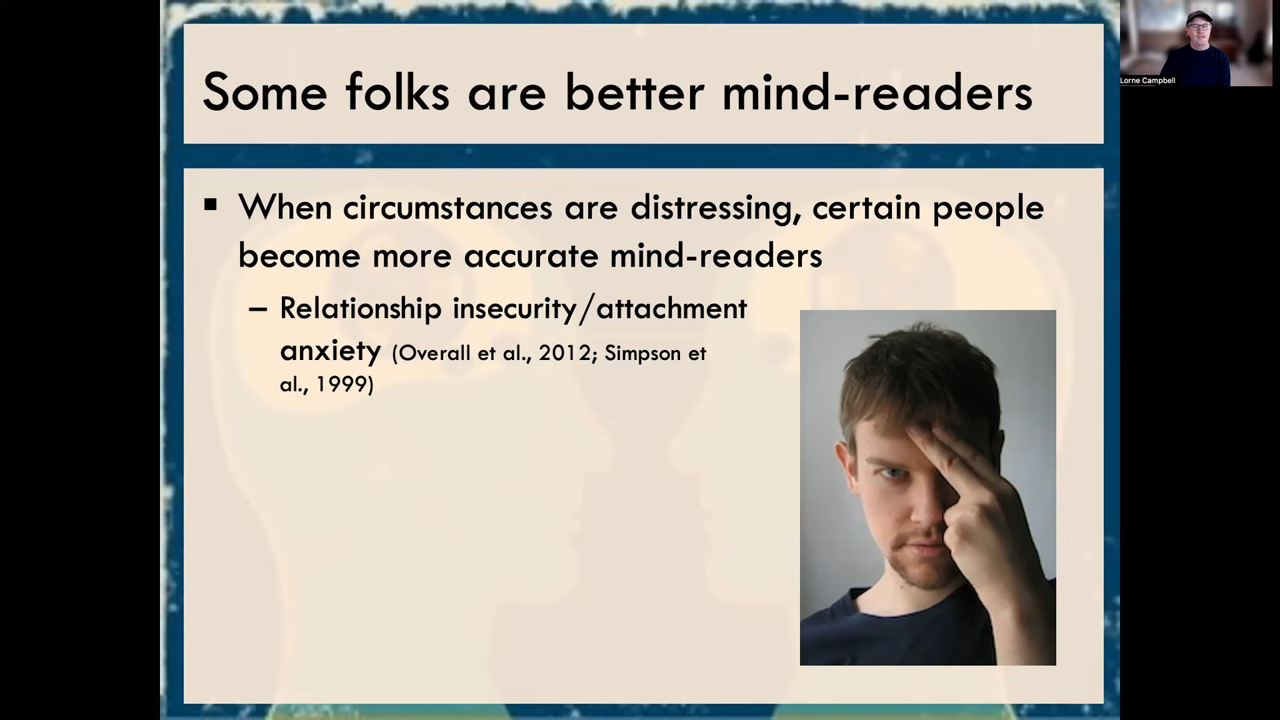 Some folks are better mind-readers
Lorne Campbell
▪ When circumstances are distressing, certain people
become more accurate mind-readers
– Relationship insecurity/attachment
anxiety (Overall et al., 2012; Simpson et
al., 1999)